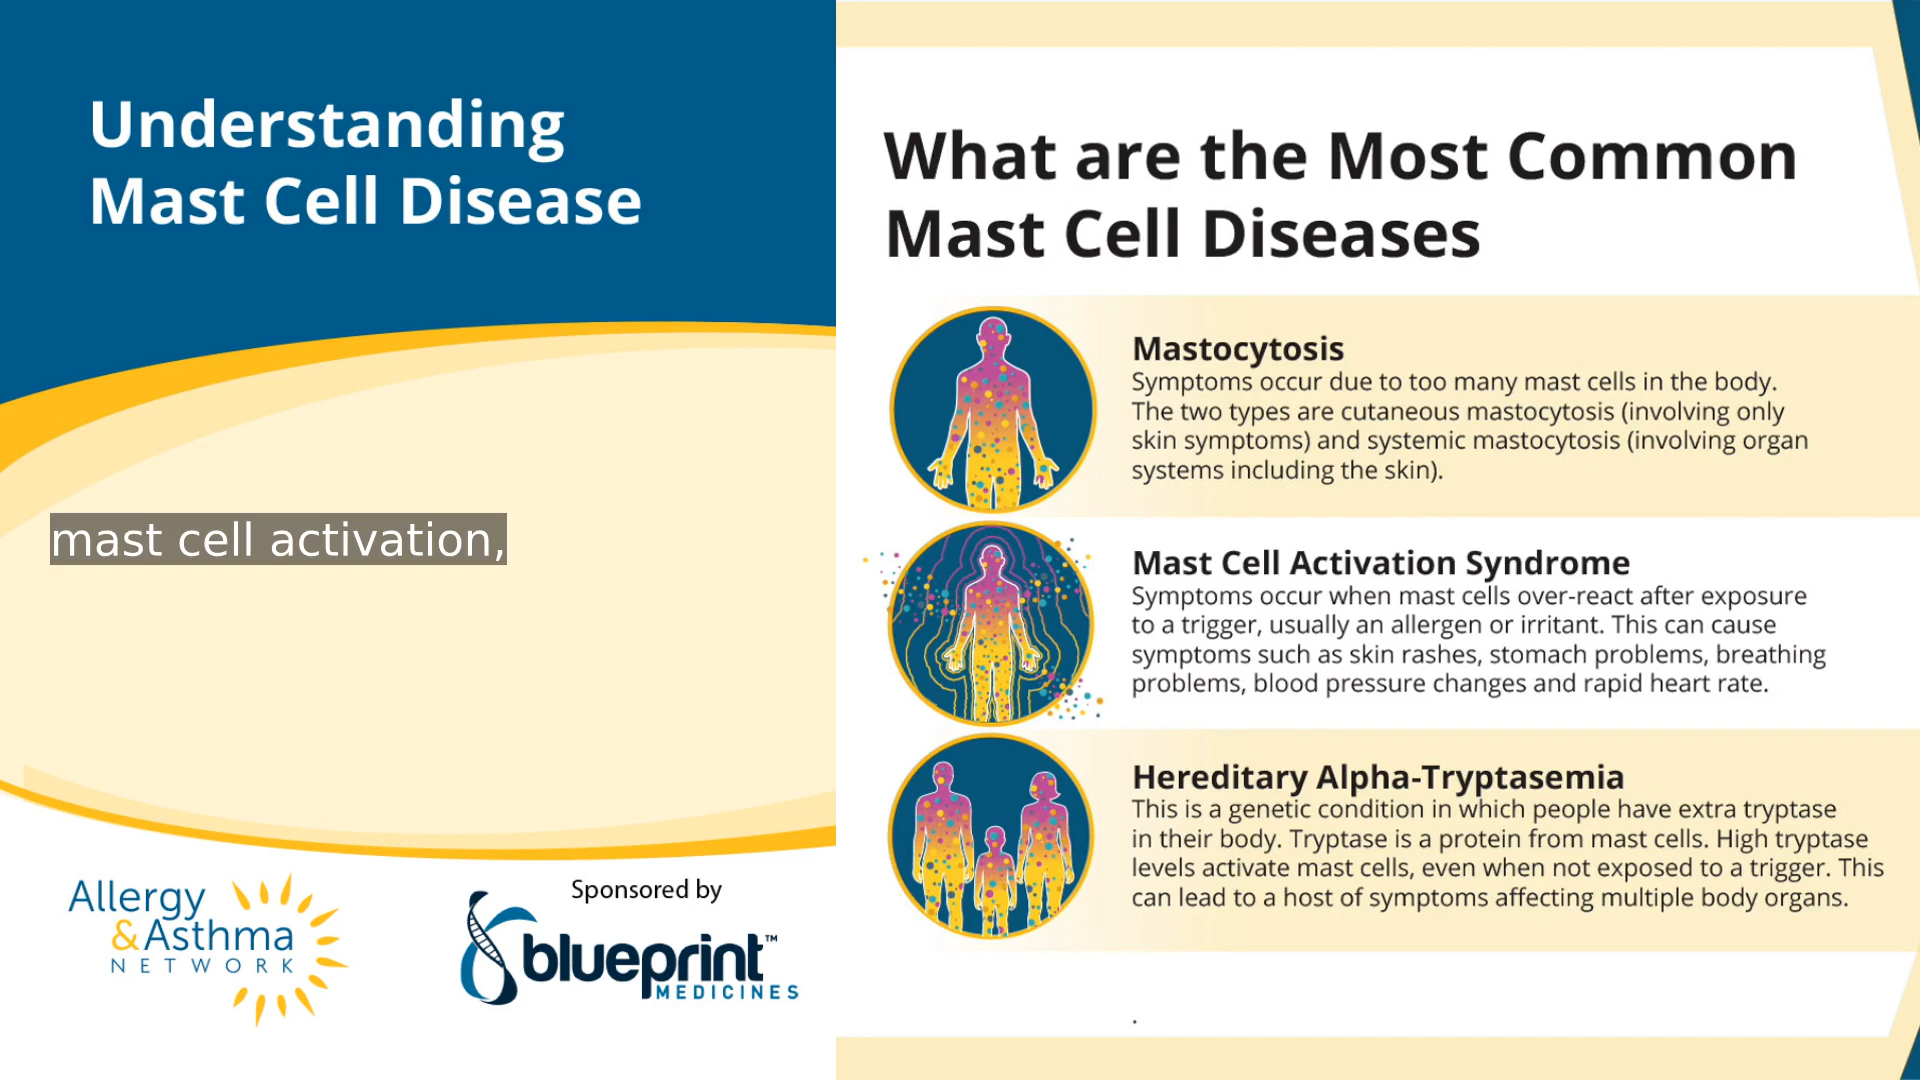 Understanding
Mast Cell Disease
mast cell activation,
Allergy
&Asthma
NETWORK
Sponsored by
blueprint™
MEDICINES
What are the Most Common
Mast Cell Diseases
Mastocytosis
Symptoms occur due to too many mast cells in the body.
The two types are cutaneous mastocytosis (involving only
skin symptoms) and systemic mastocytosis (involving organ
systems including the skin).
Mast Cell Activation Syndrome
Symptoms occur when mast cells over-react after exposure
to a trigger, usually an allergen or irritant. This can cause
symptoms such as skin rashes, stomach problems, breathing
problems, blood pressure changes and rapid heart rate.
Hereditary Alpha-Tryptasemia
This is a genetic condition in which people have extra tryptase
in their body. Tryptase is a protein from mast cells. High tryptase
levels activate mast cells, even when not exposed to a trigger. This
can lead to a host of symptoms affecting multiple body organs.
.